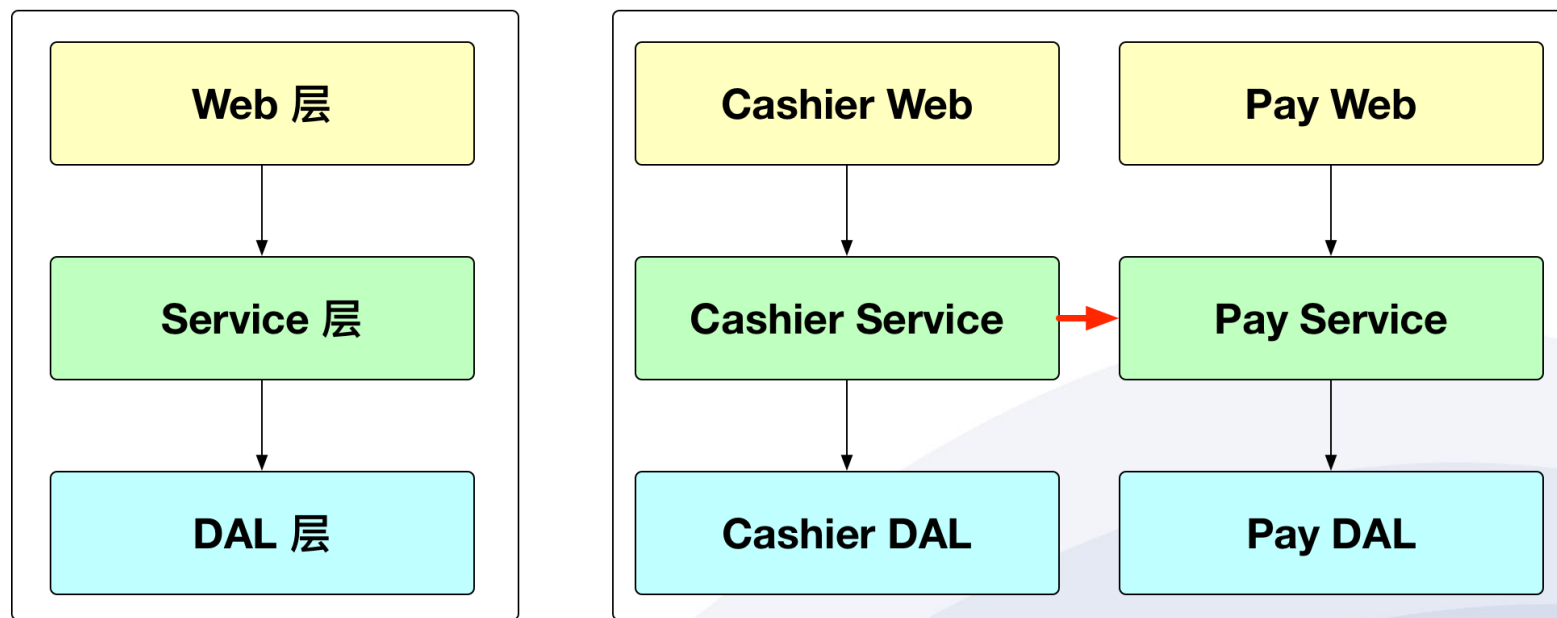 Web 层
Service 层
DAL 层
Cashier Web
Pay Web
Cashier Service
Pay Service
Cashier DAL
Pay DAL